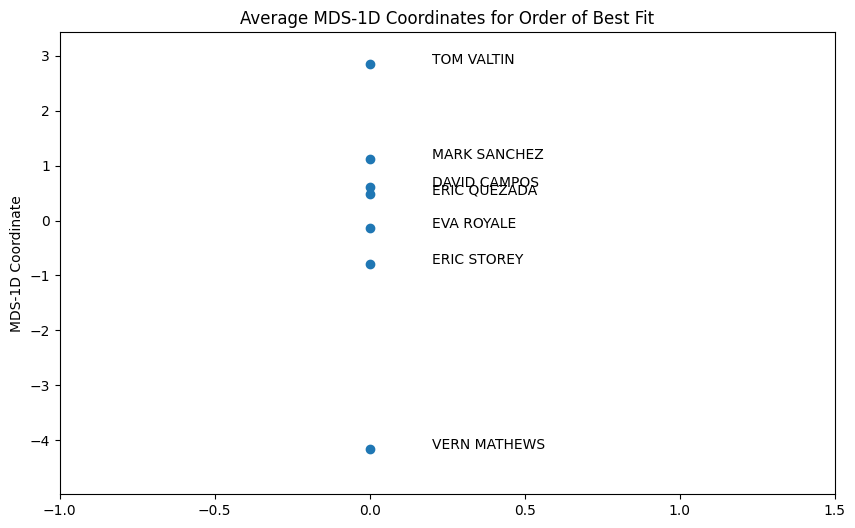 Average MDS-1D Coordinates for Order of Best Fit
MDS-1D Coordinate
3
2
1
0
−1
−2
−3
−4
TOM VALTIN
MARK SANCHEZ
DAVID CAMPOS
ERIC QUEZADA
EVA ROYALE
ERIC STOREY
VERN MATHEWS
−1.0
−0.5
0.0
0.5
1.0
1.5